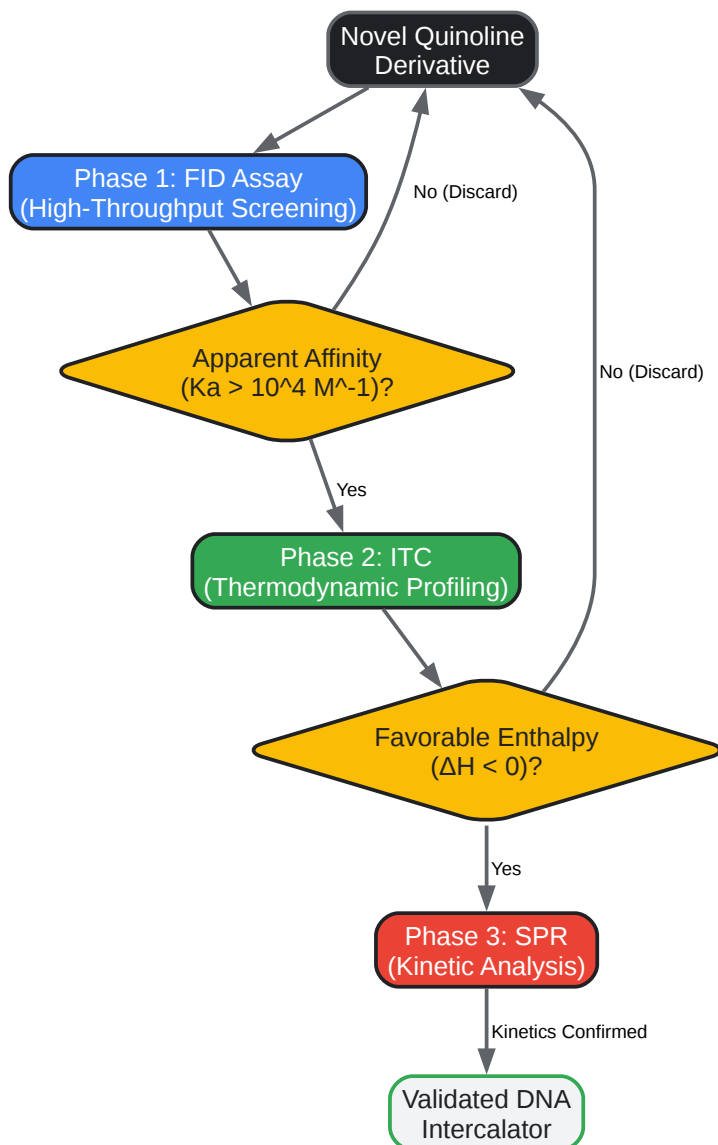 Novel Quinoline
Derivative
Phase 1: FID Assay
(High-Throughput Screening)
No (Discard)
Apparent Affinity
(Ka > 10^4 M^-1)?
No (Discard)
Yes
Phase 2: ITC
(Thermodynamic Profiling)
Favorable Enthalpy
(ΔH < 0)?
Yes
Phase 3: SPR
(Kinetic Analysis)
Kinetics Confirmed
Validated DNA
Intercalator